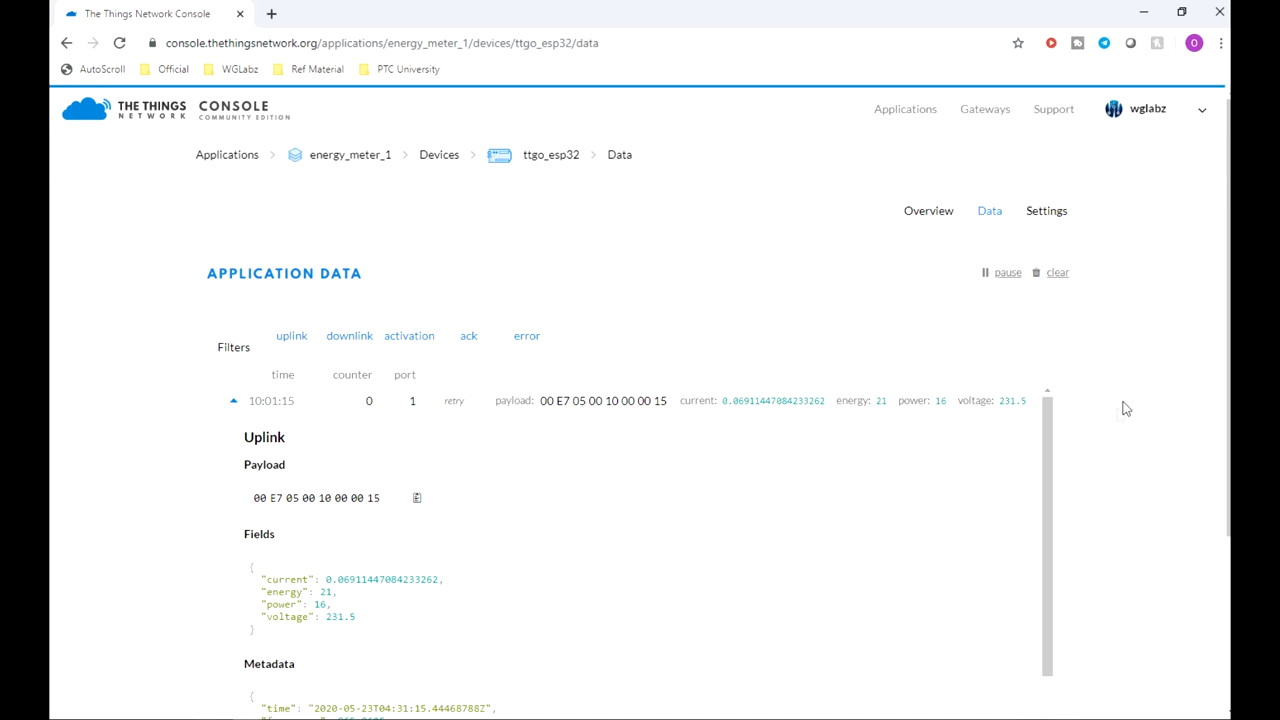 The Things Network Console
console.thethingsnetwork.org/applications/energy_meter_1/devices/ttgo_esp32/data
O
AutoScroll Official WGLabz Ref Material PTC University
THE THINGS NETWORK CONSOLE COMMUNITY EDITION
Applications Gateways Support wglabz
Applications energy_meter_1 Devices ttgo_esp32 Data
Overview Data Settings
APPLICATION DATA pause clear
uplink downlink activation ack error
Filters
time counter port
10:01:15 0 1 retry payload: 00 E7 05 00 10 00 00 15 current: 0.06911447084233262 energy: 21 power: 16 voltage: 231.5
Uplink
Payload
00 E7 05 00 10 00 00 15
Fields
{
"current": 0.06911447084233262,
"energy": 21,
"power": 16,
"voltage": 231.5
}
Metadata
{
"time": "2020-05-23T04:31:15.44468788Z",